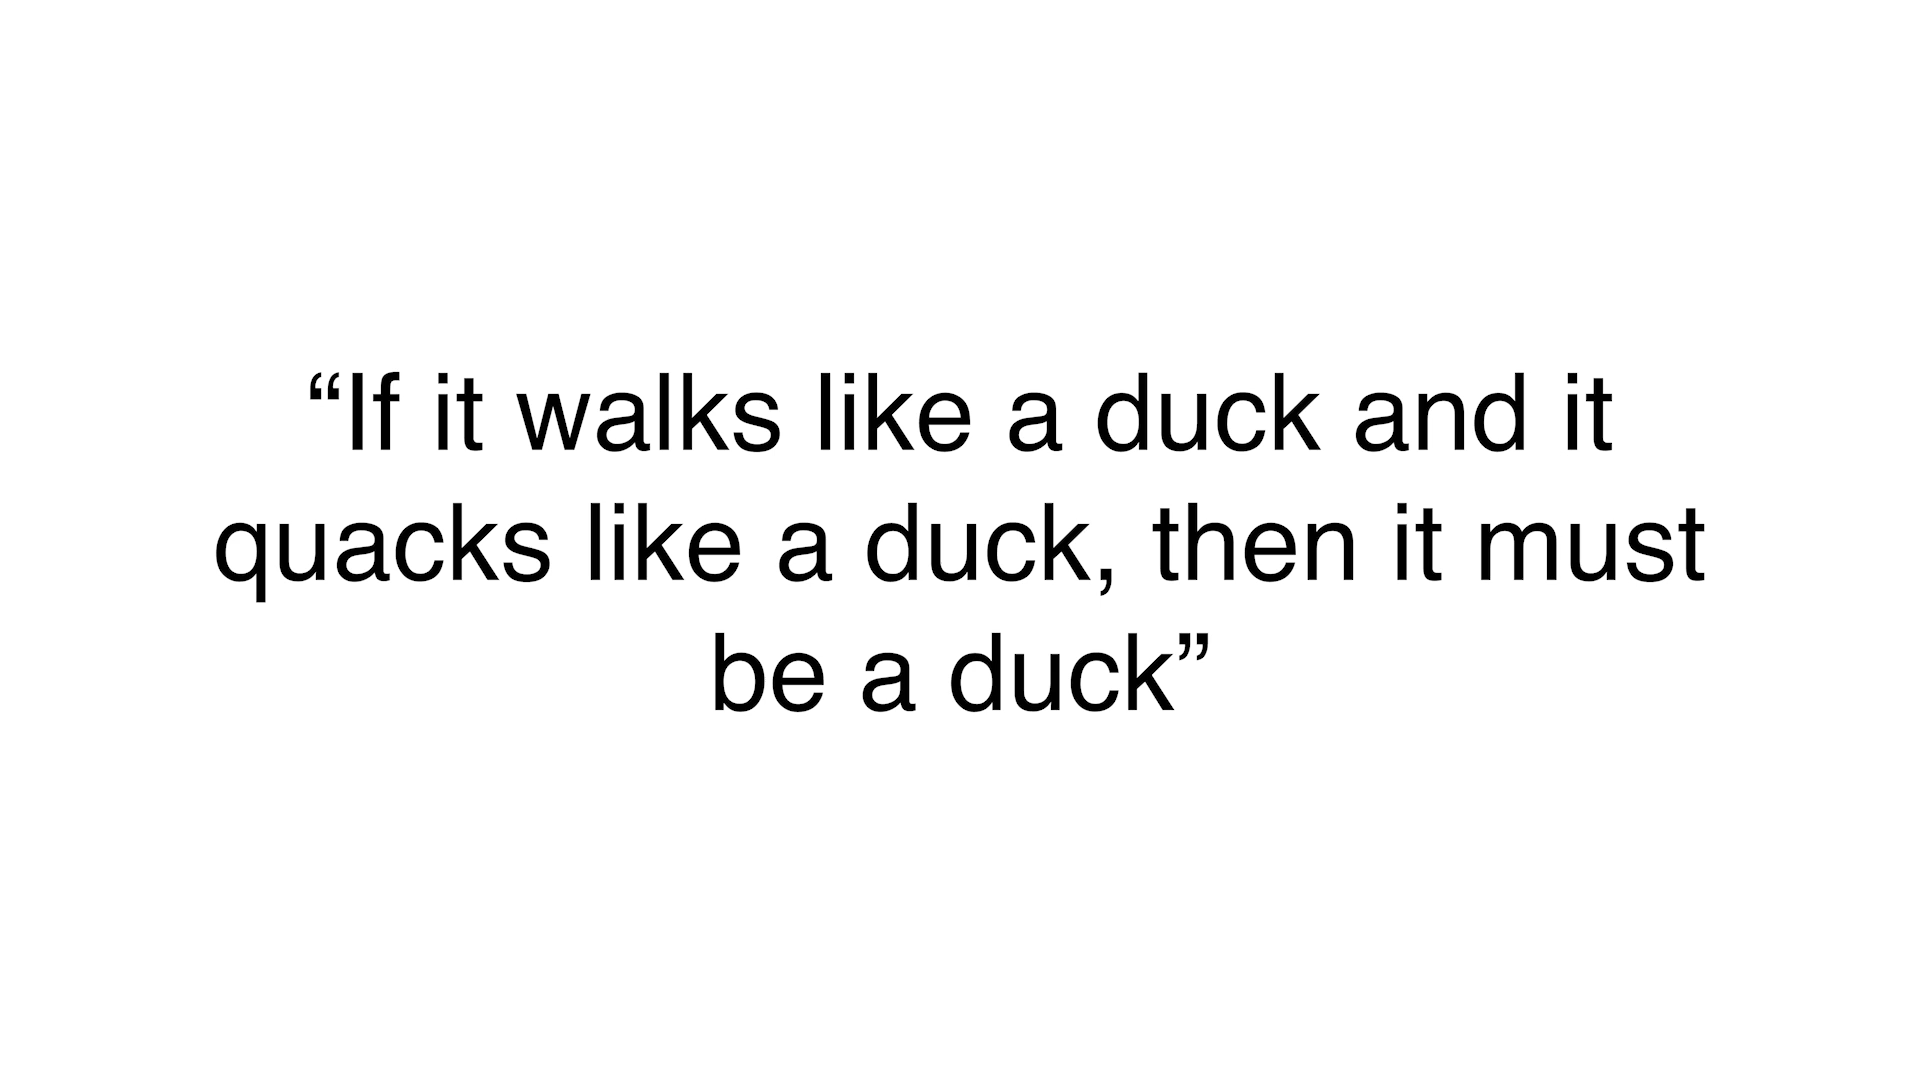 “If it walks like a duck and it
quacks like a duck, then it must
be a duck”